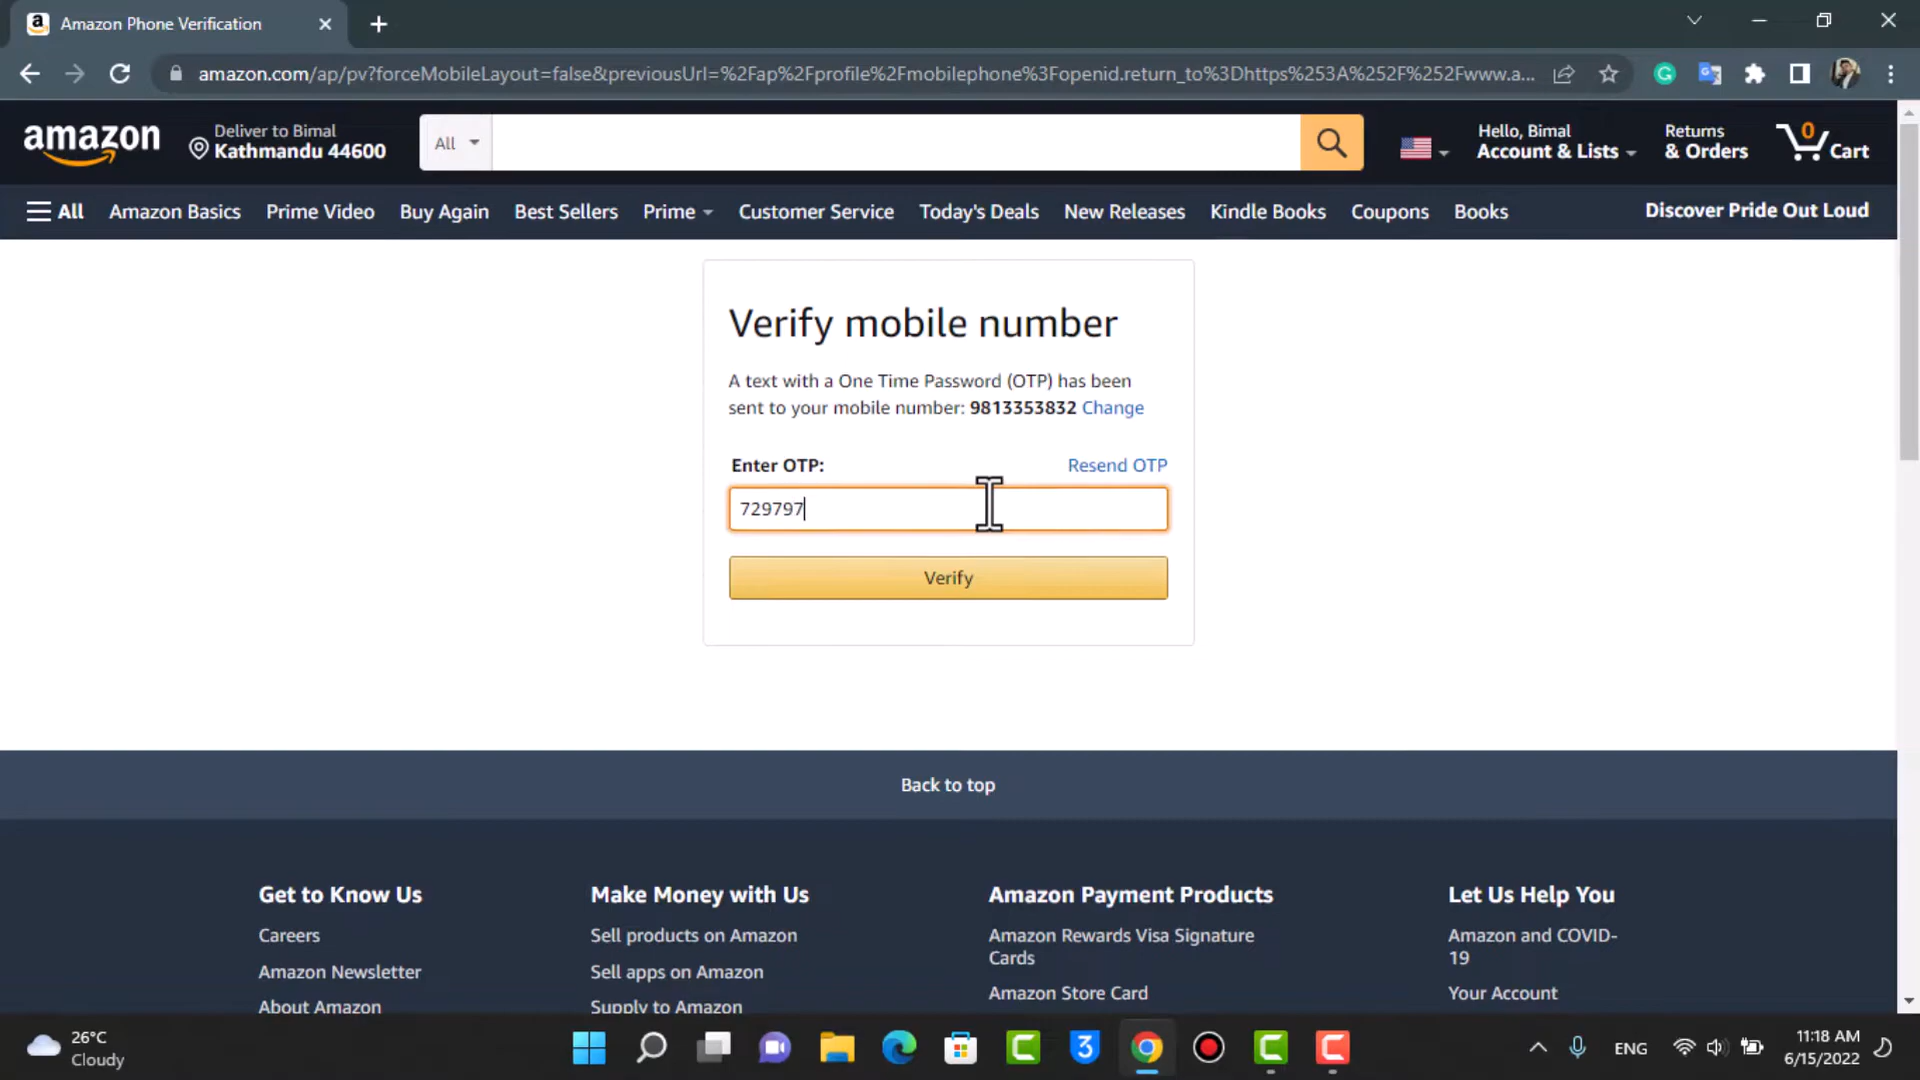 Amazon Phone Verification
amazon.com/ap/pv?forceMobileLayout=false&previousUrl=%2Fap%2Fprofile%2Fmobilephone%3Fopenid.return_to%3Dhttps%253A%252F%252Fwww.a...
amazon
Deliver to Bimal
Kathmandu 44600
All
Hello, Bimal
Account & Lists
Returns
& Orders
0
Cart
All Amazon Basics Prime Video Buy Again Best Sellers Prime Customer Service Today's Deals New Releases Kindle Books Coupons Books Discover Pride Out Loud
Verify mobile number
A text with a One Time Password (OTP) has been
sent to your mobile number: 9813353832 Change
Enter OTP: Resend OTP
729797
Verify
Back to top
Get to Know Us
Careers
Amazon Newsletter
About Amazon
Make Money with Us
Sell products on Amazon
Sell apps on Amazon
Supply to Amazon
Amazon Payment Products
Amazon Rewards Visa Signature
Cards
Amazon Store Card
Let Us Help You
Amazon and COVID-
19
Your Account
26°C
Cloudy
ENG
11:18 AM
6/15/2022